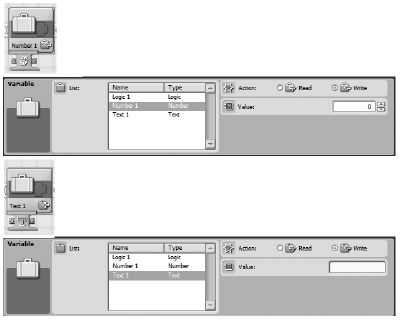 Number 1
Variable
List: Name Type Action: Read Write
Logic 1 Logic
Number 1 Number Value: 0
Text 1 Text
Text 1
T
Variable
List: Name Type Action: Read Write
Logic 1 Logic Value:
Number 1 Number
Text 1 Text